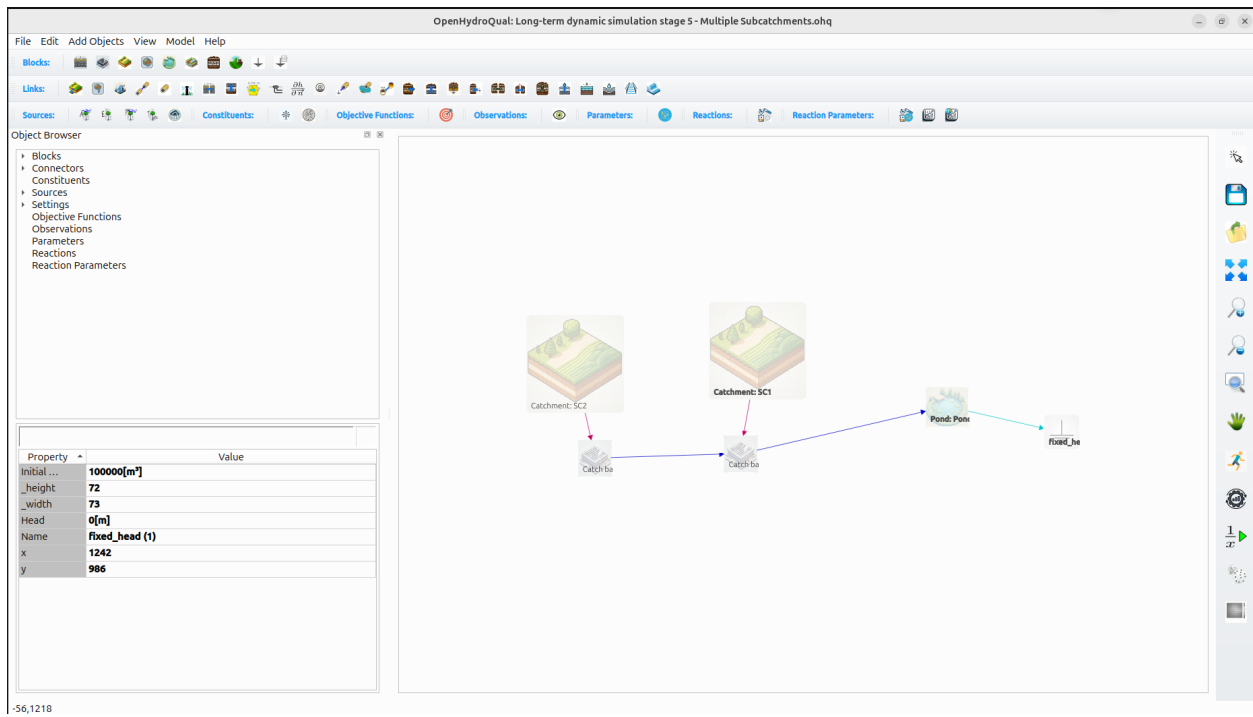 OpenHydroQual: Long-term dynamic simulation stage 5 - Multiple Subcatchments.ohq
File Edit Add Objects View Model Help
Blocks:
Links:
Sources: Constituents: Objective Functions: Observations: Parameters: Reactions: Reaction Parameters:
Object Browser
Blocks
Connectors
Constituents
Sources
Settings
Objective Functions
Observations
Parameters
Reactions
Reaction Parameters
Catchment: SC2
Catchment: SC1
Catch ba
Catch ba
Pond: Pond
fixed_he
Property Value
Initial ... 100000[m³]
_height 72
_width 73
Head 0[m]
Name fixed_head (1)
x 1242
y 986
1
x
-56,1218